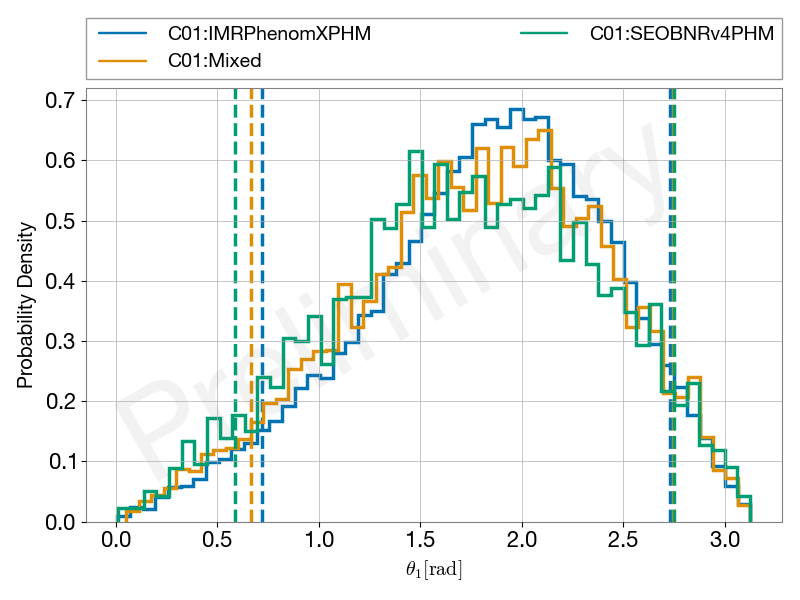 C01:IMRPhenomXPHM
C01:Mixed
C01:SEOBNRv4PHM
Preliminary
Probability Density
0.7
0.6
0.5
0.4
0.3
0.2
0.1
0.0
0.0 0.5 1.0 1.5 2.0 2.5 3.0
θ₁[rad]